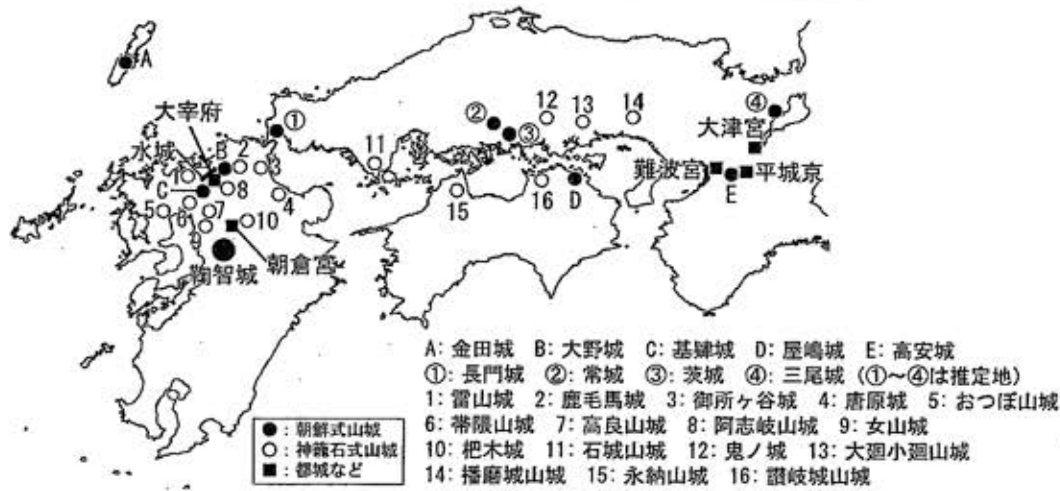 A
④
②
12
13
14
①
③
大宰府
大津宮
水城
B 2
3
11
1
難波宮
平城京
C
8
E
16
D
15
5
6
7
4
9
10
朝倉宮
鞠智城
A: 金田城 B: 大野城 C: 基肄城 D: 屋嶋城 E: 高安城
①: 長門城 ②: 常城 ③: 茨城 ④: 三尾城 (①～④は推定地)
1: 雷山城 2: 鹿毛馬城 3: 御所ヶ谷城 4: 唐原城 5: おつぼ山城
6: 帯隈山城 7: 高良山城 8: 阿志岐山城 9: 女山城
10: 杷木城 11: 石城山城 12: 鬼ノ城 13: 大廻小廻山城
14: 播磨城山城 15: 永納山城 16: 讃岐城山城
●: 朝鮮式山城
○: 神籠石式山城
■: 都城など